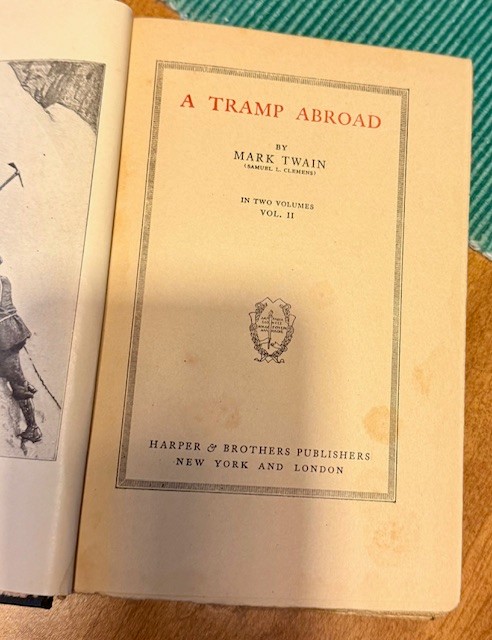 A TRAMP ABROAD
BY
MARK TWAIN
(SAMUEL L. CLEMENS)
IN TWO VOLUMES
VOL. II
HARPER & BROTHERS PUBLISHERS
NEW YORK AND LONDON